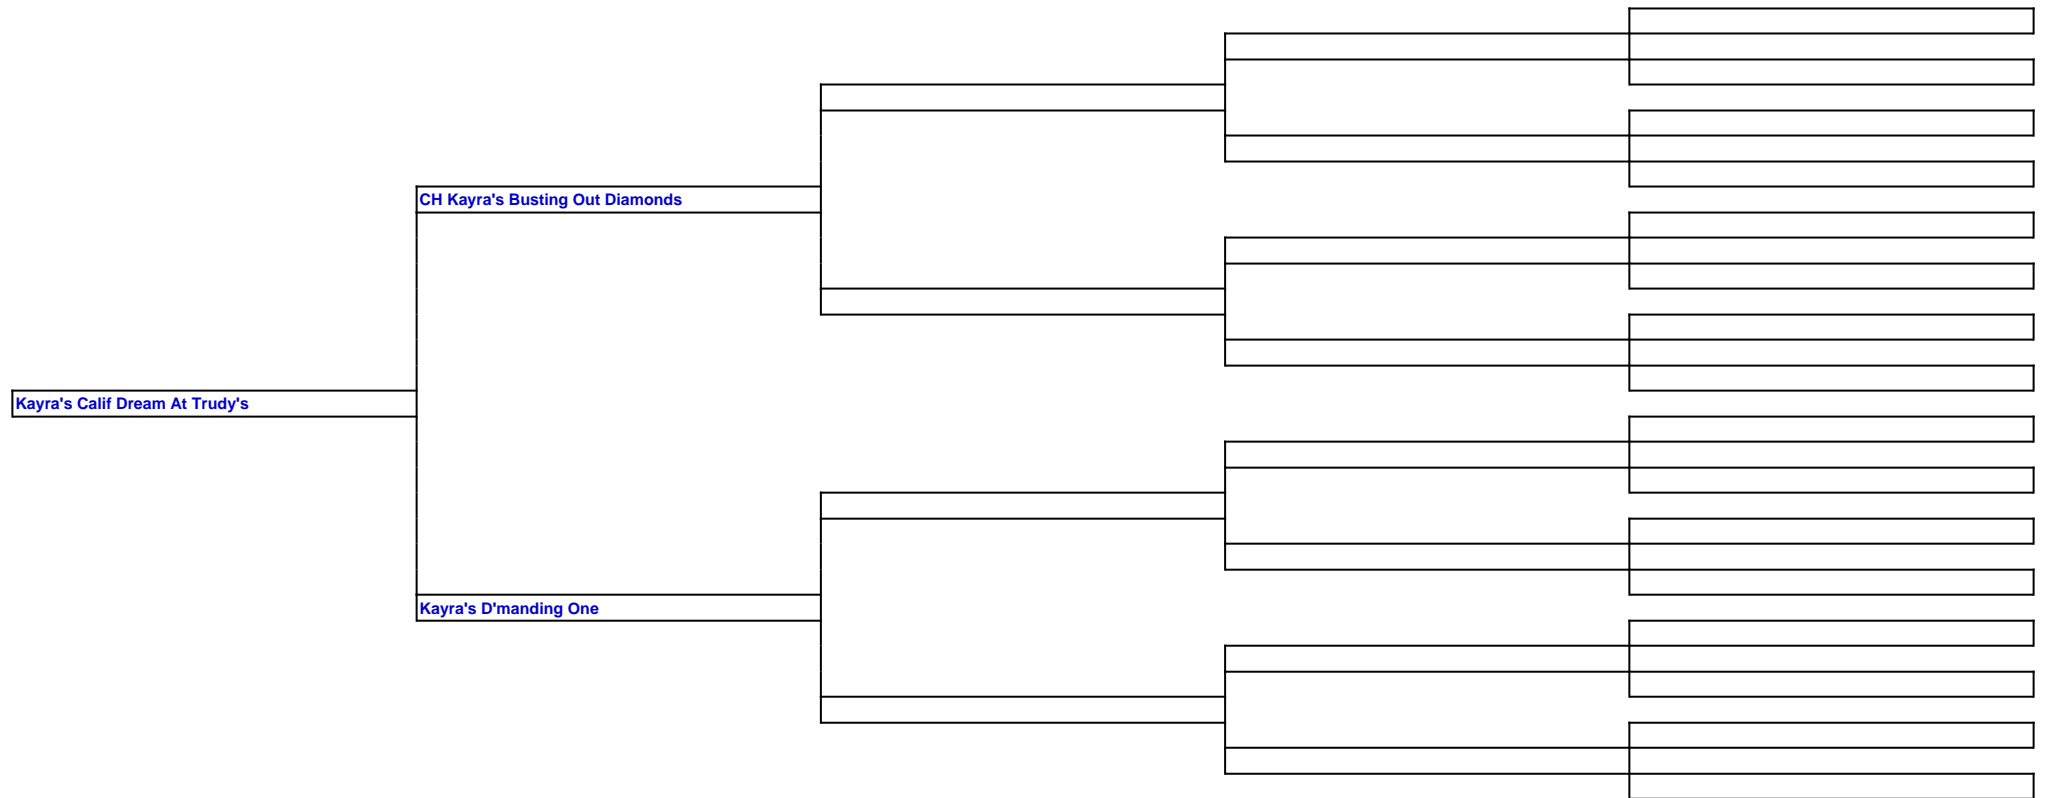 CH Kayra's Busting Out Diamonds
Kayra's Calif Dream At Trudy's
Kayra's D'manding One